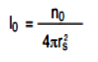 I₀ = n₀ / 4πrₛ²